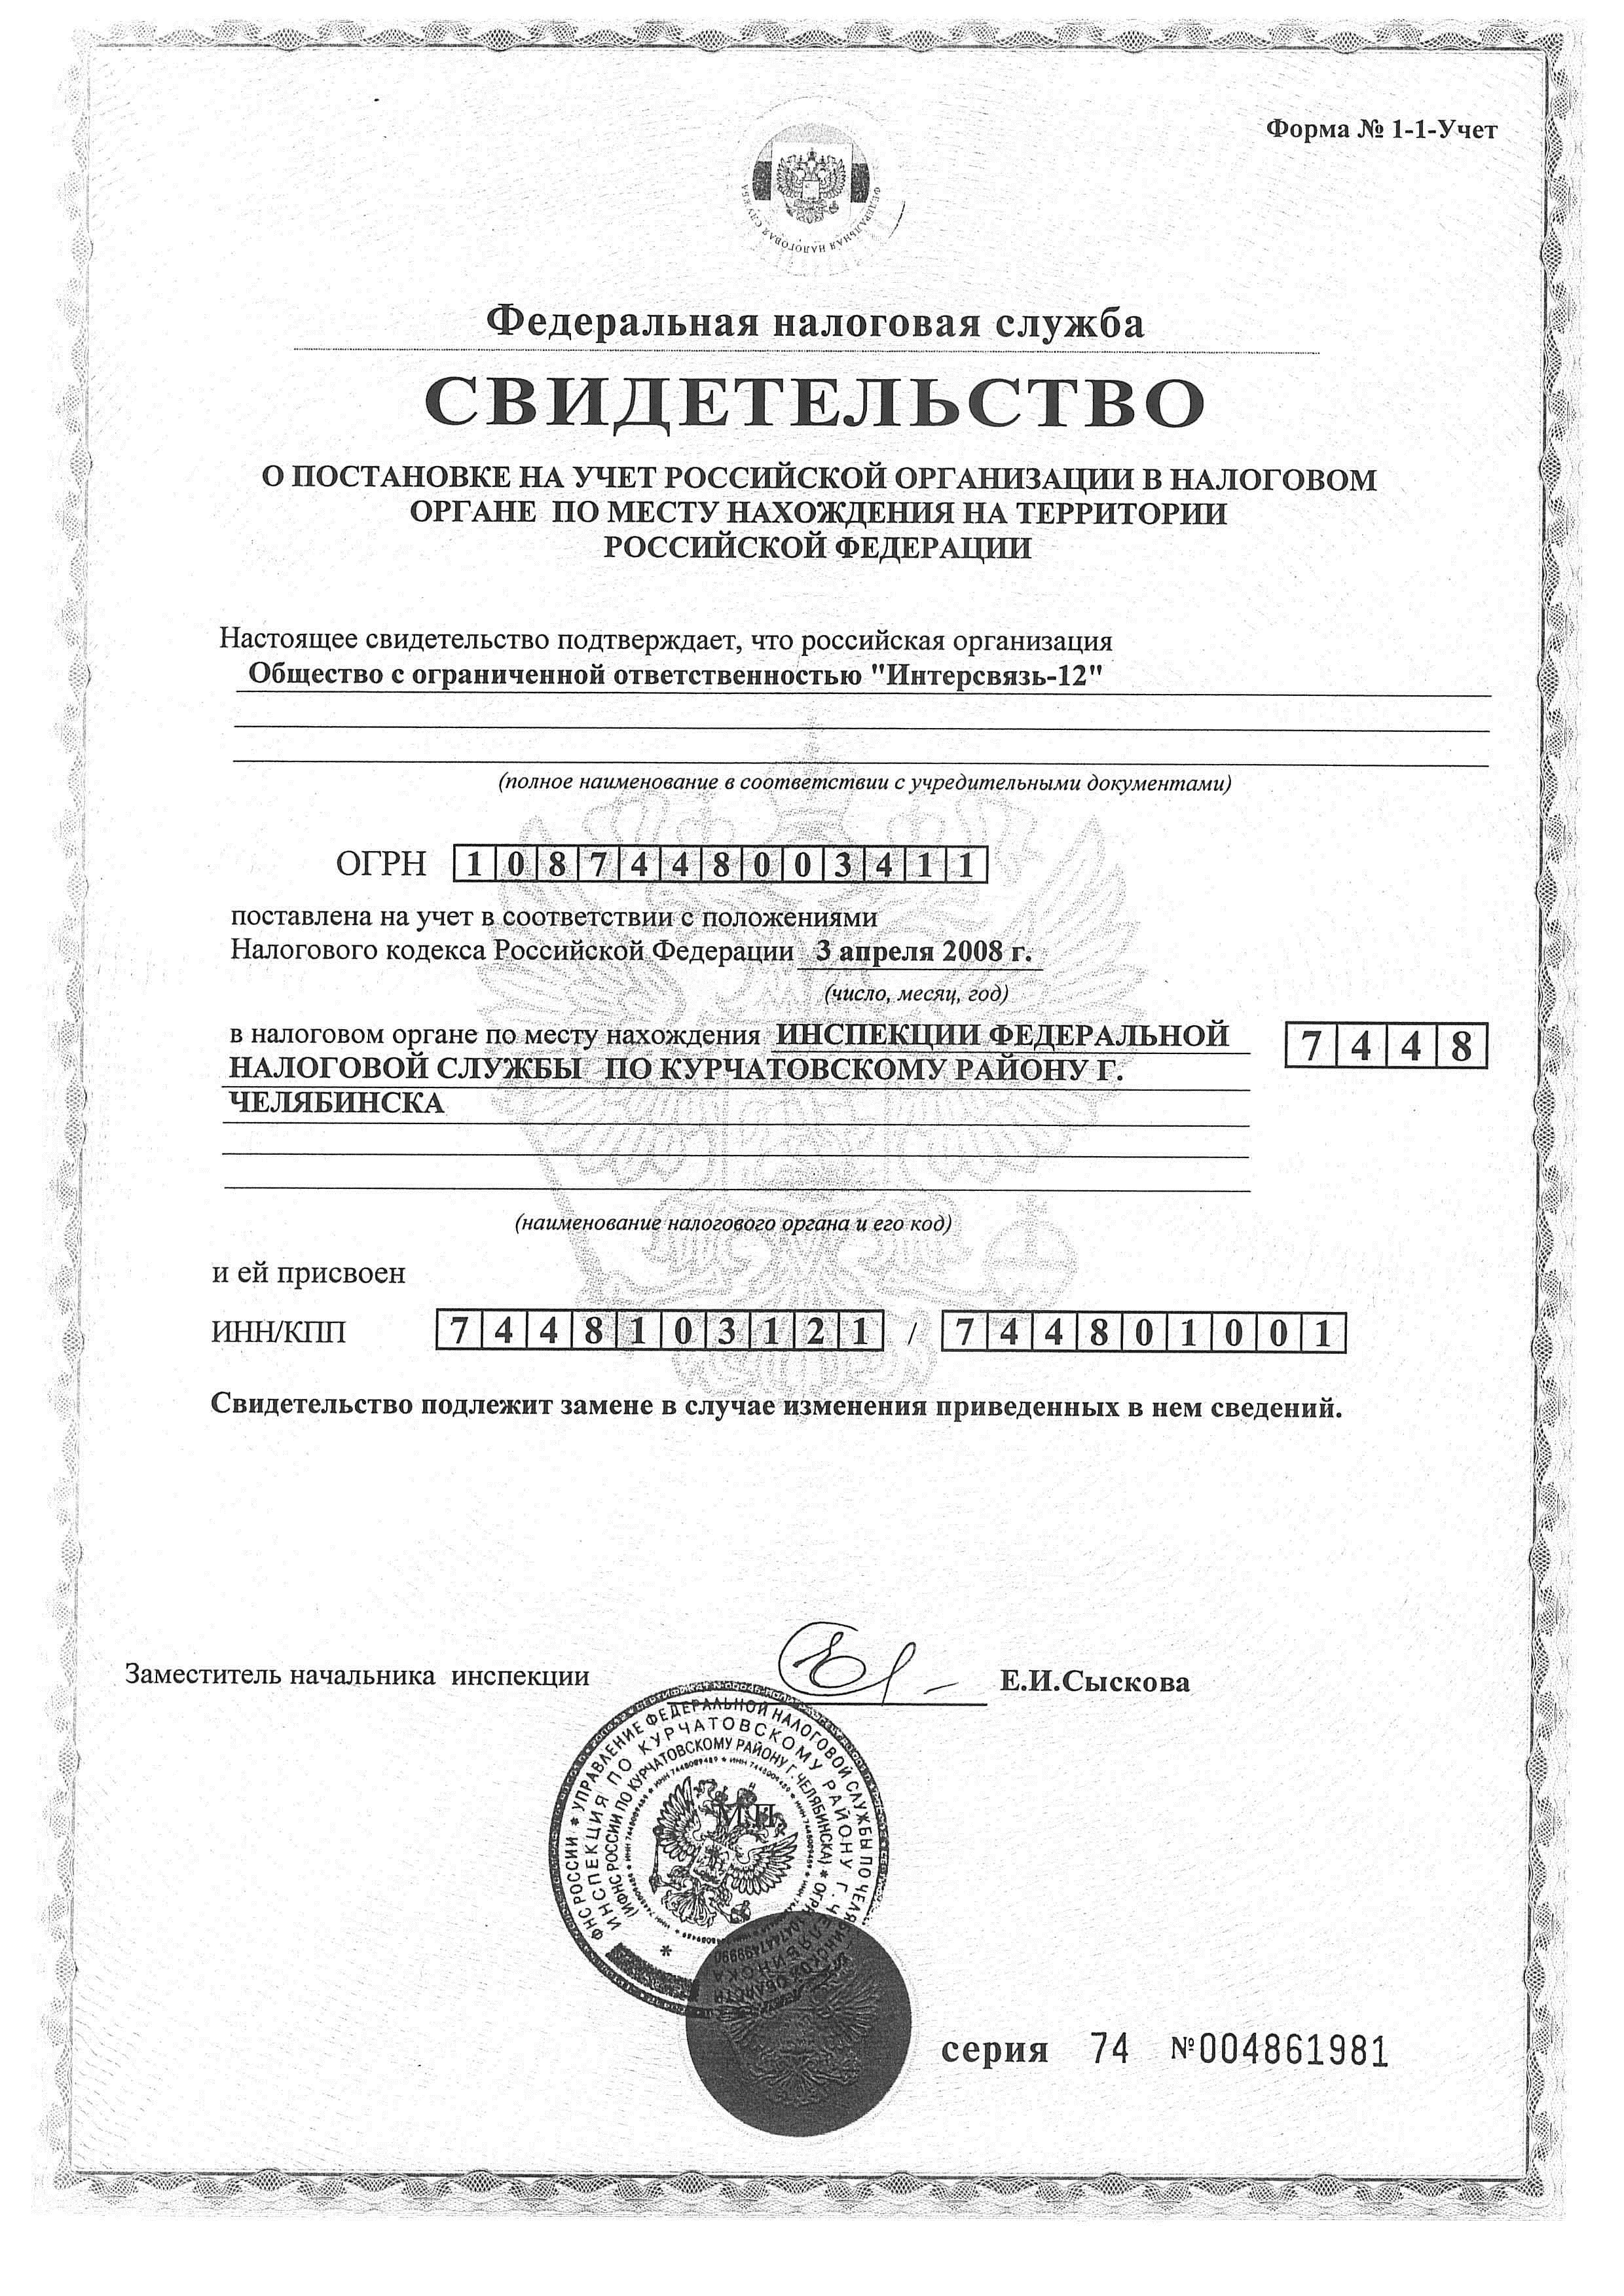 Форма № 1-1-Учет
ФЕДЕРАЛЬНАЯ НАЛОГОВАЯ СЛУЖБА
Федеральная налоговая служба
СВИДЕТЕЛЬСТВО
О ПОСТАНОВКЕ НА УЧЕТ РОССИЙСКОЙ ОРГАНИЗАЦИИ В НАЛОГОВОМ
ОРГАНЕ ПО МЕСТУ НАХОЖДЕНИЯ НА ТЕРРИТОРИИ
РОССИЙСКОЙ ФЕДЕРАЦИИ
Настоящее свидетельство подтверждает, что российская организация
Общество с ограниченной ответственностью "Интерсвязь-12"
(полное наименование в соответствии с учредительными документами)
ОГРН 1087448003411
поставлена на учет в соответствии с положениями
Налогового кодекса Российской Федерации 3 апреля 2008 г.
(число, месяц, год)
в налоговом органе по месту нахождения ИНСПЕКЦИИ ФЕДЕРАЛЬНОЙ 7448
НАЛОГОВОЙ СЛУЖБЫ ПО КУРЧАТОВСКОМУ РАЙОНУ Г.
ЧЕЛЯБИНСКА
(наименование налогового органа и его код)
и ей присвоен
ИНН/КПП 7448103121 / 744801001
Свидетельство подлежит замене в случае изменения приведенных в нем сведений.
Заместитель начальника инспекции Е.И.Сыскова
ФНС РОССИИ * УПРАВЛЕНИЕ ФЕДЕРАЛЬНОЙ НАЛОГОВОЙ СЛУЖБЫ ПО ЧЕЛЯБИНСКОЙ ОБЛАСТИ
ИНСПЕКЦИЯ ПО КУРЧАТОВСКОМУ РАЙОНУ Г. ЧЕЛЯБИНСКА
(ИФНС РОССИИ ПО КУРЧАТОВСКОМУ РАЙОНУ Г. ЧЕЛЯБИНСКА) * ОГРН
М.П.
серия 74 №004861981